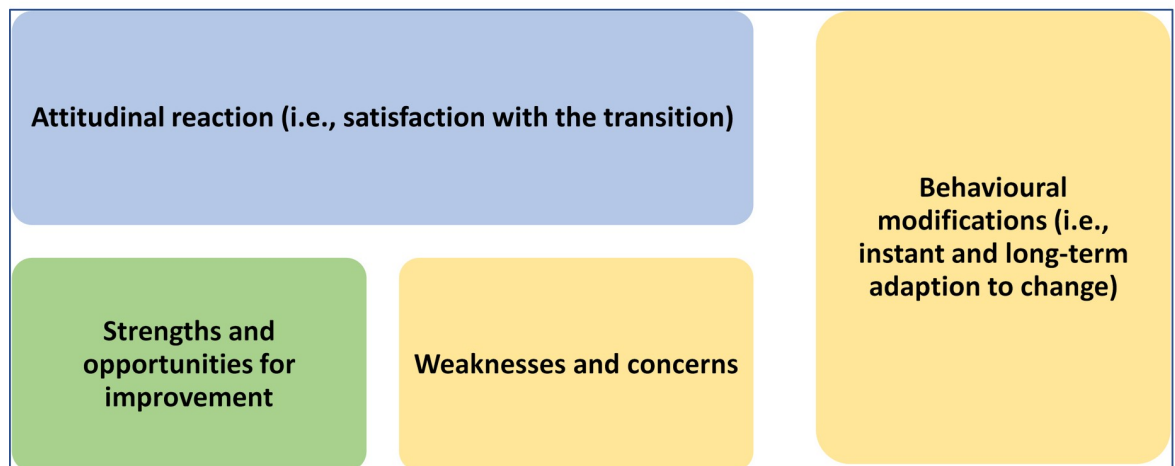 Attitudinal reaction (i.e., satisfaction with the transition)
Strengths and
opportunities for
improvement
Weaknesses and concerns
Behavioural
modifications (i.e.,
instant and long-term
adaption to change)